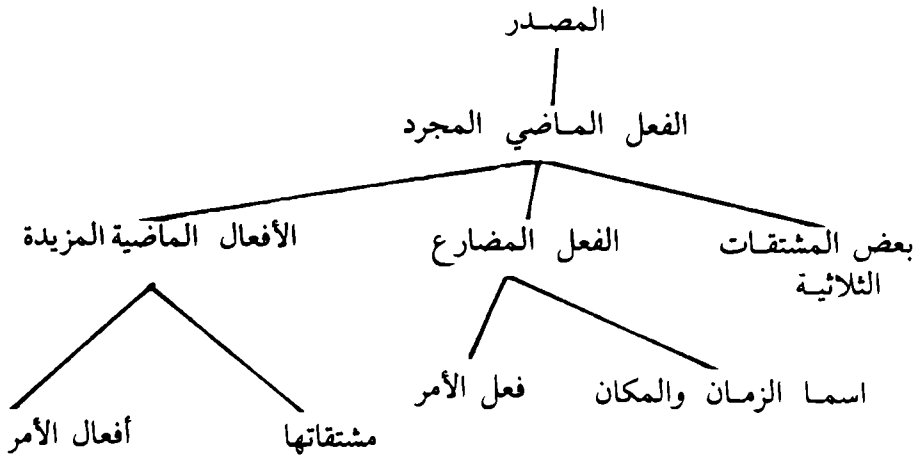 المصدر
الفعل الماضي المجرد
بعض المشتقات الثلاثية
الفعل المضارع
الأفعال الماضية المزيدة
اسما الزمان والمكان
فعل الأمر
مشتقاتها
أفعال الأمر